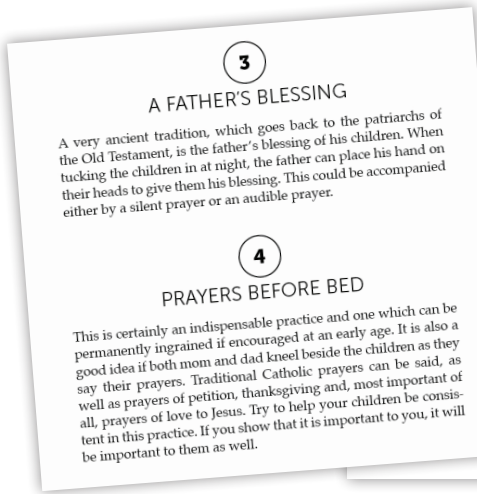 3
A FATHER'S BLESSING
A very ancient tradition, which goes back to the patriarchs of
the Old Testament, is the father's blessing of his children. When
tucking the children in at night, the father can place his hand on
their heads to give them his blessing. This could be accompanied
either by a silent prayer or an audible prayer.
4
PRAYERS BEFORE BED
This is certainly an indispensable practice and one which can be
permanently ingrained if encouraged at an early age. It is also a
good idea if both mom and dad kneel beside the children as they
say their prayers. Traditional Catholic prayers can be said, as
well as prayers of petition, thanksgiving and, most important of
all, prayers of love to Jesus. Try to help your children be consis-
tent in this practice. If you show that it is important to you, it will
be important to them as well.